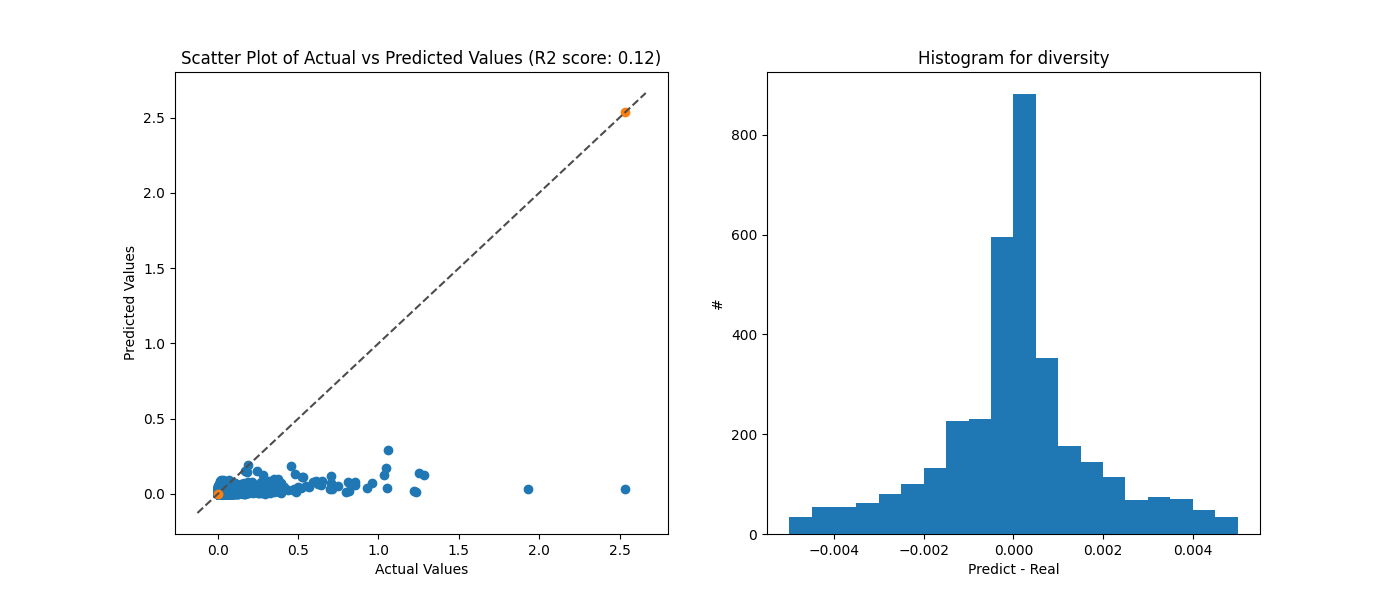 Scatter Plot of Actual vs Predicted Values (R2 score: 0.12)
Predicted Values
2.5
2.0
1.5
1.0
0.5
0.0
0.0 0.5 1.0 1.5 2.0 2.5
Actual Values
Histogram for diversity
#
800
600
400
200
0
−0.004 −0.002 0.000 0.002 0.004
Predict - Real